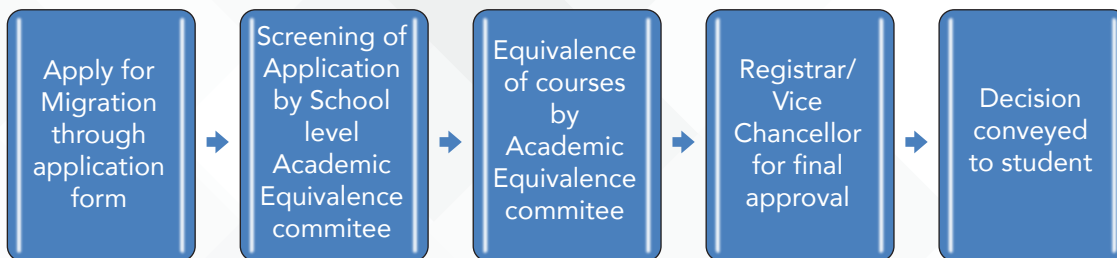 Apply for
Migration
through
application
form
Screening of
Application
by School
level
Academic
Equivalence
commitee
Equivalence
of courses
by
Academic
Equivalence
commitee
Registrar/
Vice
Chancellor
for final
approval
Decision
conveyed
to student